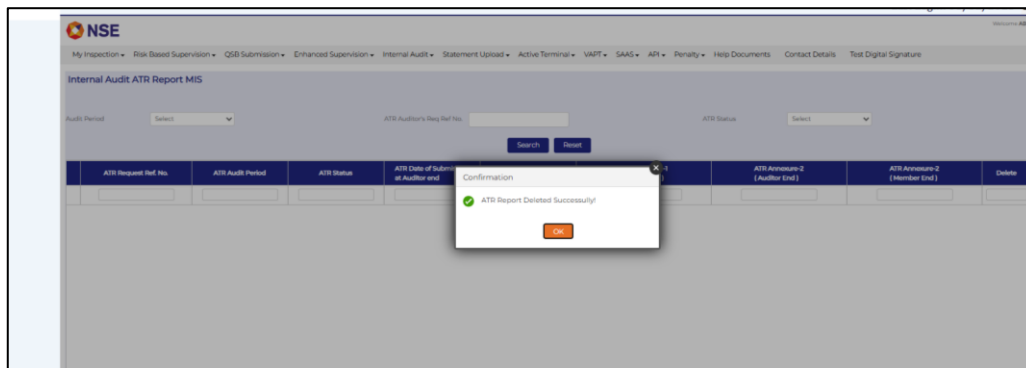 NSE
Welcome
My Inspection Risk Based Supervision QSB Submission Enhanced Supervision Internal Audit Statement Upload Active Terminal VAPT SAAS API Penalty Help Documents Contact Details Test Digital Signature
Internal Audit ATR Report MIS
Audit Period Select ATR Auditor's Req Ref No. ATR Status Select
Search Reset
ATR Request Ref. No. ATR Audit Period ATR Status ATR Date of at Auditor end ATR Annexure-2 ( Auditor End ) ATR Annexure-2 ( Member End ) Delete
Confirmation
ATR Report Deleted Successully!
OK